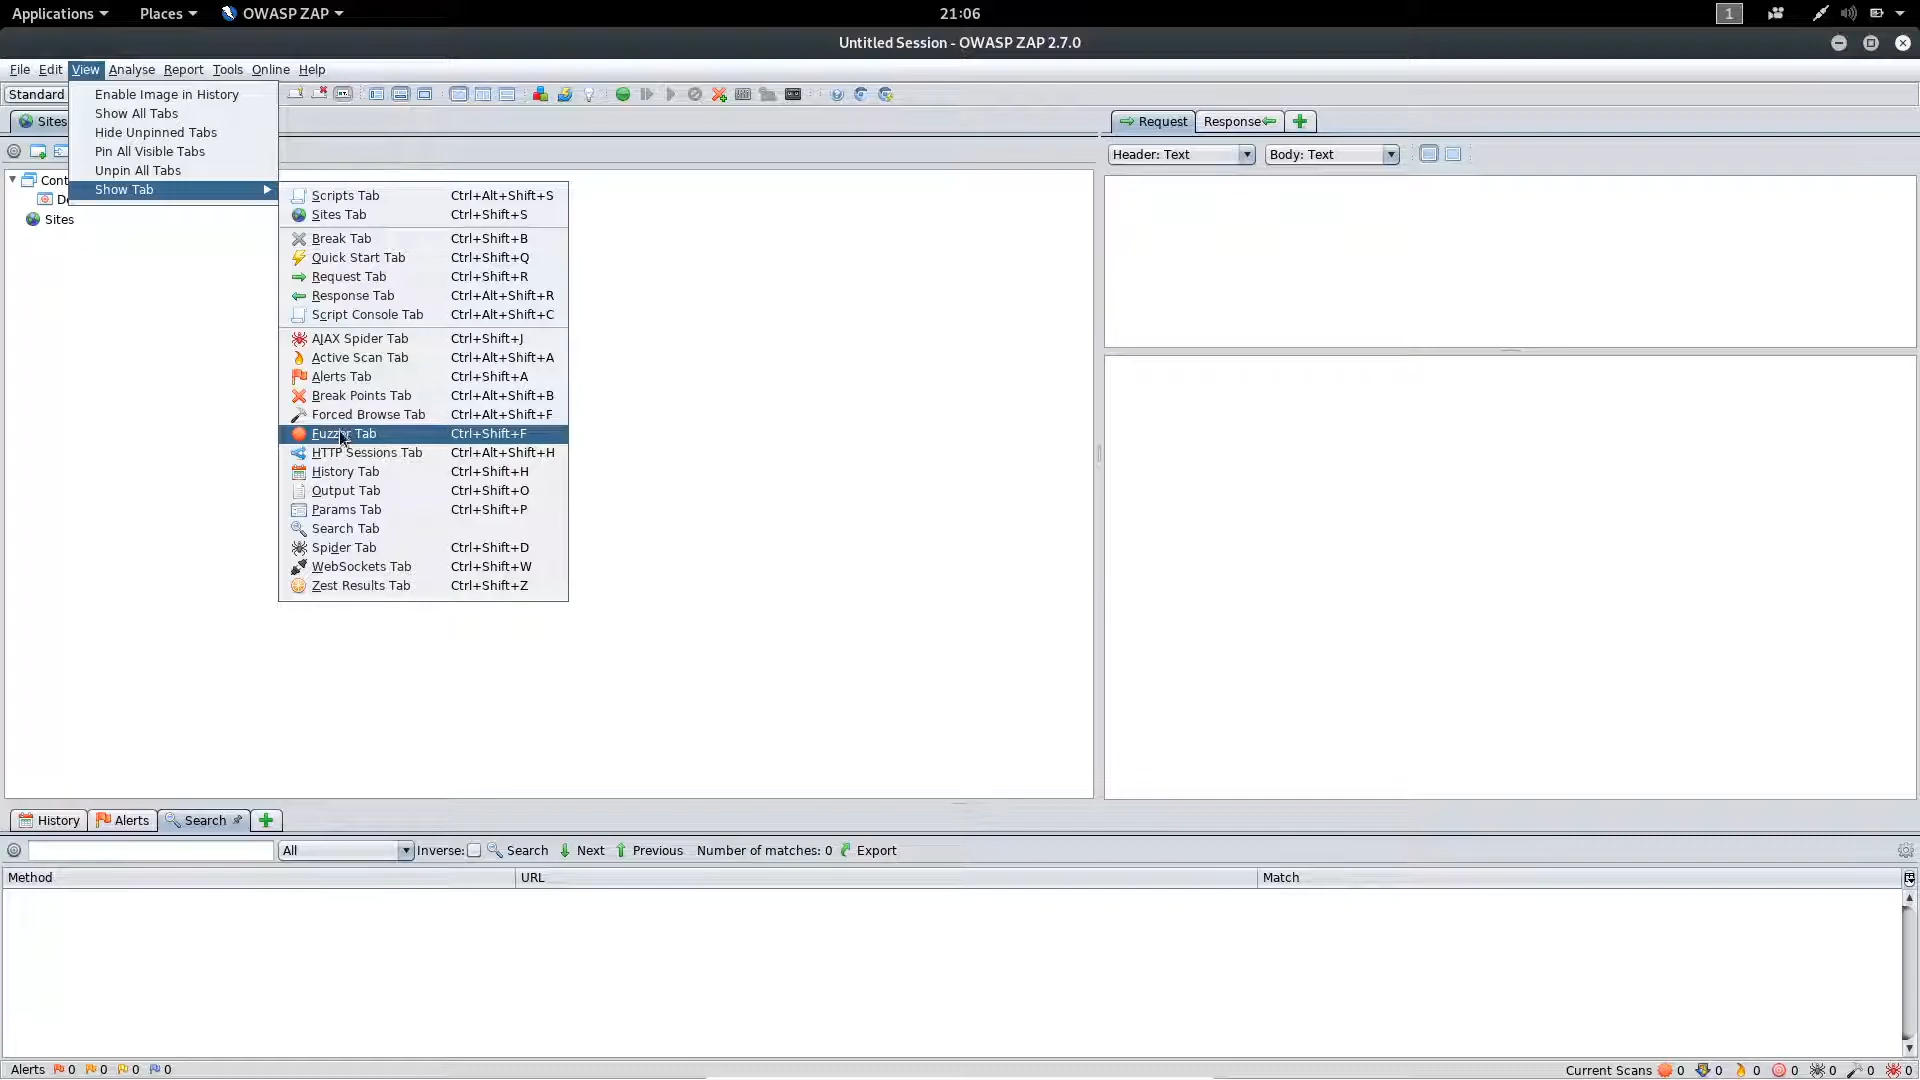 Applications Places OWASP ZAP 21:06 1
Untitled Session - OWASP ZAP 2.7.0
File Edit View Analyse Report Tools Online Help
Standard
Enable Image in History
Show All Tabs
Hide Unpinned Tabs
Pin All Visible Tabs
Unpin All Tabs
Show Tab
Sites
Request Response
Header: Text Body: Text
Cont
De
Sites
Scripts Tab Ctrl+Alt+Shift+S
Sites Tab Ctrl+Shift+S
Break Tab Ctrl+Shift+B
Quick Start Tab Ctrl+Shift+Q
Request Tab Ctrl+Shift+R
Response Tab Ctrl+Alt+Shift+R
Script Console Tab Ctrl+Alt+Shift+C
AJAX Spider Tab Ctrl+Shift+J
Active Scan Tab Ctrl+Alt+Shift+A
Alerts Tab Ctrl+Shift+A
Break Points Tab Ctrl+Alt+Shift+B
Forced Browse Tab Ctrl+Alt+Shift+F
Fuzzer Tab Ctrl+Shift+F
HTTP Sessions Tab Ctrl+Alt+Shift+H
History Tab Ctrl+Shift+H
Output Tab Ctrl+Shift+O
Params Tab Ctrl+Shift+P
Search Tab
Spider Tab Ctrl+Shift+D
WebSockets Tab Ctrl+Shift+W
Zest Results Tab Ctrl+Shift+Z
History Alerts Search
All Inverse: Search Next Previous Number of matches: 0 Export
Method URL Match
Alerts 0 0 0 0 Current Scans 0 0 0 0 0 0 0